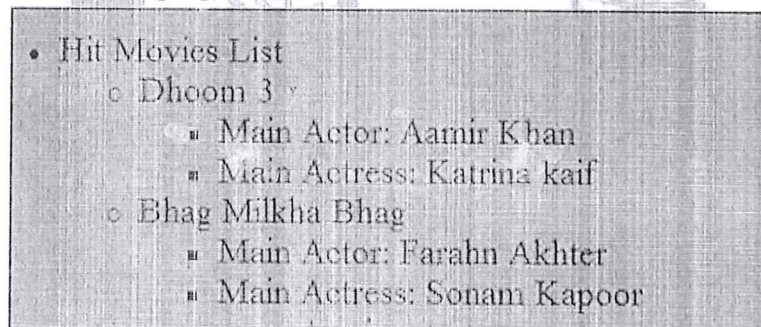 Hit Movies List
Dhoom 3
Main Actor: Aamir Khan
Main Actress: Katrina kaif
Bhag Milkha Bhag
Main Actor: Farahn Akhter
Main Actress: Sonam Kapoor